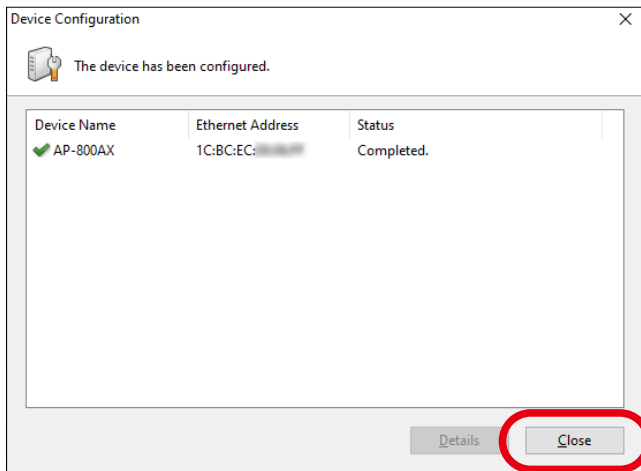 Device Configuration
The device has been configured.
Device Name Ethernet Address Status
AP-800AX 1C:BC:EC: Completed.
Details Close